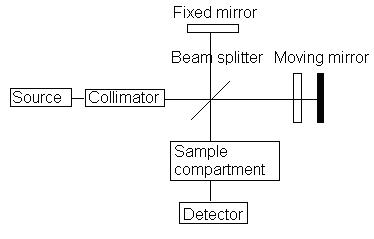 Fixed mirror
Beam splitter
Moving mirror
Source
Collimator
Sample
compartment
Detector